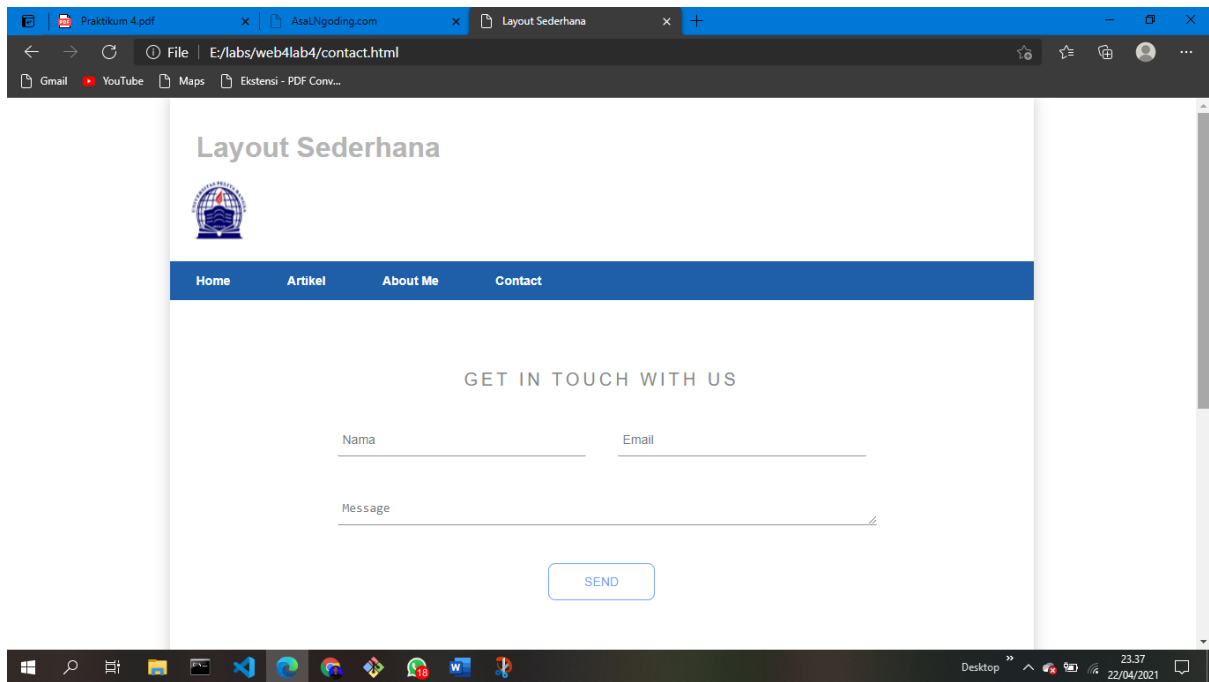 Praktikum 4.pdf
AsaLNgoding.com
Layout Sederhana
File
E:/labs/web4lab4/contact.html
Gmail
YouTube
Maps
Ekstensi - PDF Conv...
Layout Sederhana
Home
Artikel
About Me
Contact
GET IN TOUCH WITH US
Nama
Email
Message
SEND
18
Desktop
23.37
22/04/2021